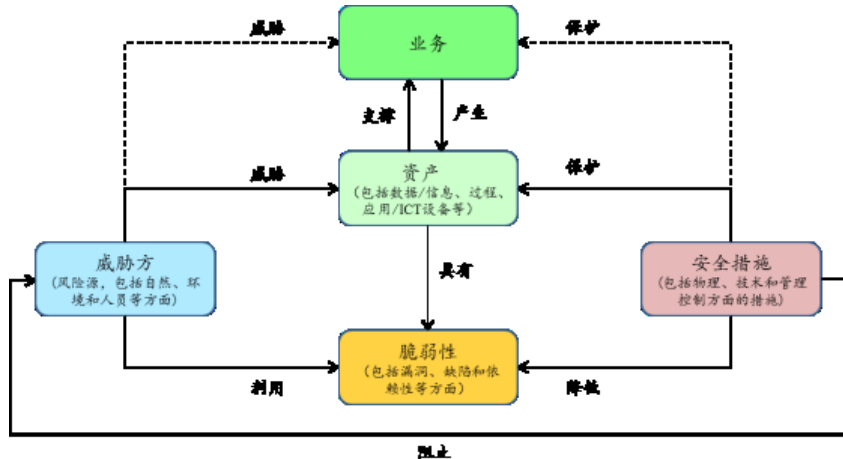 威胁
业务
保护
支撑
产生
威胁
资产
(包括数据/信息、过程、
应用/ICT设备等)
保护
威胁方
(风险源，包括自然、环
境和人员等方面)
具有
安全措施
(包括物理、技术和管理
控制方面的措施)
利用
脆弱性
(包括漏洞、缺陷和依
赖性等方面)
降低
阻止